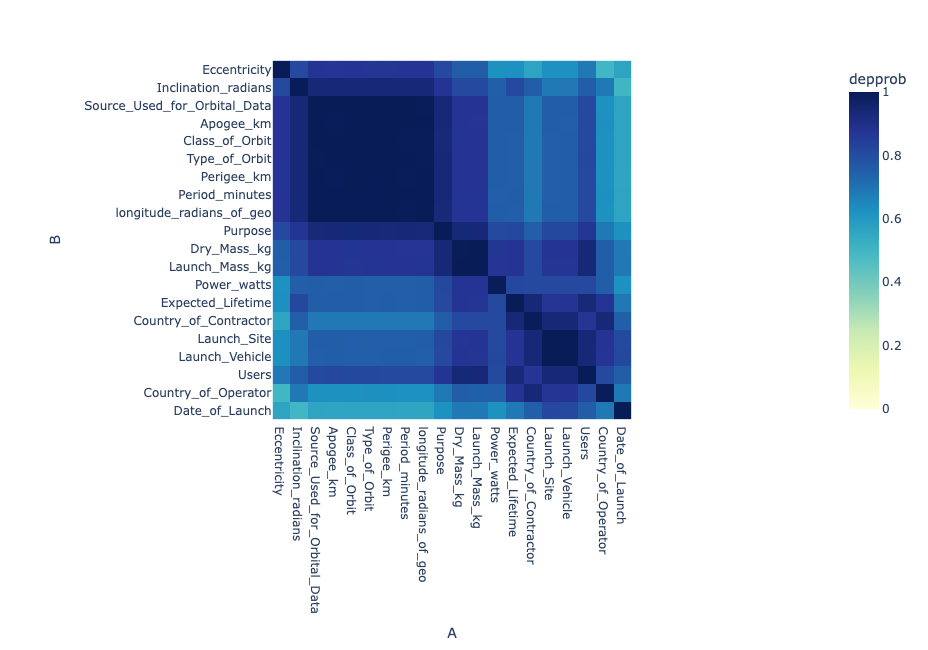 depprob
1
0.8
0.6
0.4
0.2
0
B
Eccentricity
Inclination_radians
Source_Used_for_Orbital_Data
Apogee_km
Class_of_Orbit
Type_of_Orbit
Perigee_km
Period_minutes
longitude_radians_of_geo
Purpose
Dry_Mass_kg
Launch_Mass_kg
Power_watts
Expected_Lifetime
Country_of_Contractor
Launch_Site
Launch_Vehicle
Users
Country_of_Operator
Date_of_Launch
Eccentricity
Inclination_radians
Source_Used_for_Orbital_Data
Apogee_km
Class_of_Orbit
Type_of_Orbit
Perigee_km
Period_minutes
longitude_radians_of_geo
Purpose
Dry_Mass_kg
Launch_Mass_kg
Power_watts
Expected_Lifetime
Country_of_Contractor
Launch_Site
Launch_Vehicle
Users
Country_of_Operator
Date_of_Launch
A